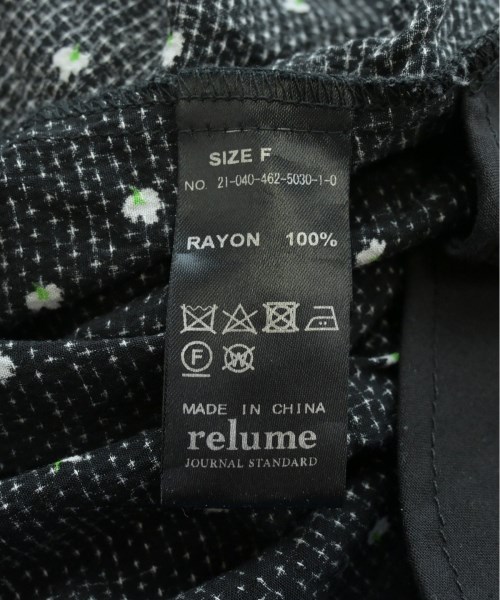 SIZE F
NO. 21-040-462-5030-1-0
RAYON 100%
F W
MADE IN CHINA
relume
JOURNAL STANDARD